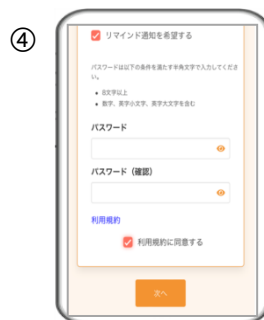 ④
リマインド通知を希望する
パスワードは以下の条件を満たす半角文字で入力してくださ
い。
• 8文字以上
• 数字、英字小文字、英字大文字を含む
パスワード
パスワード（確認）
利用規約
利用規約に同意する
次へ